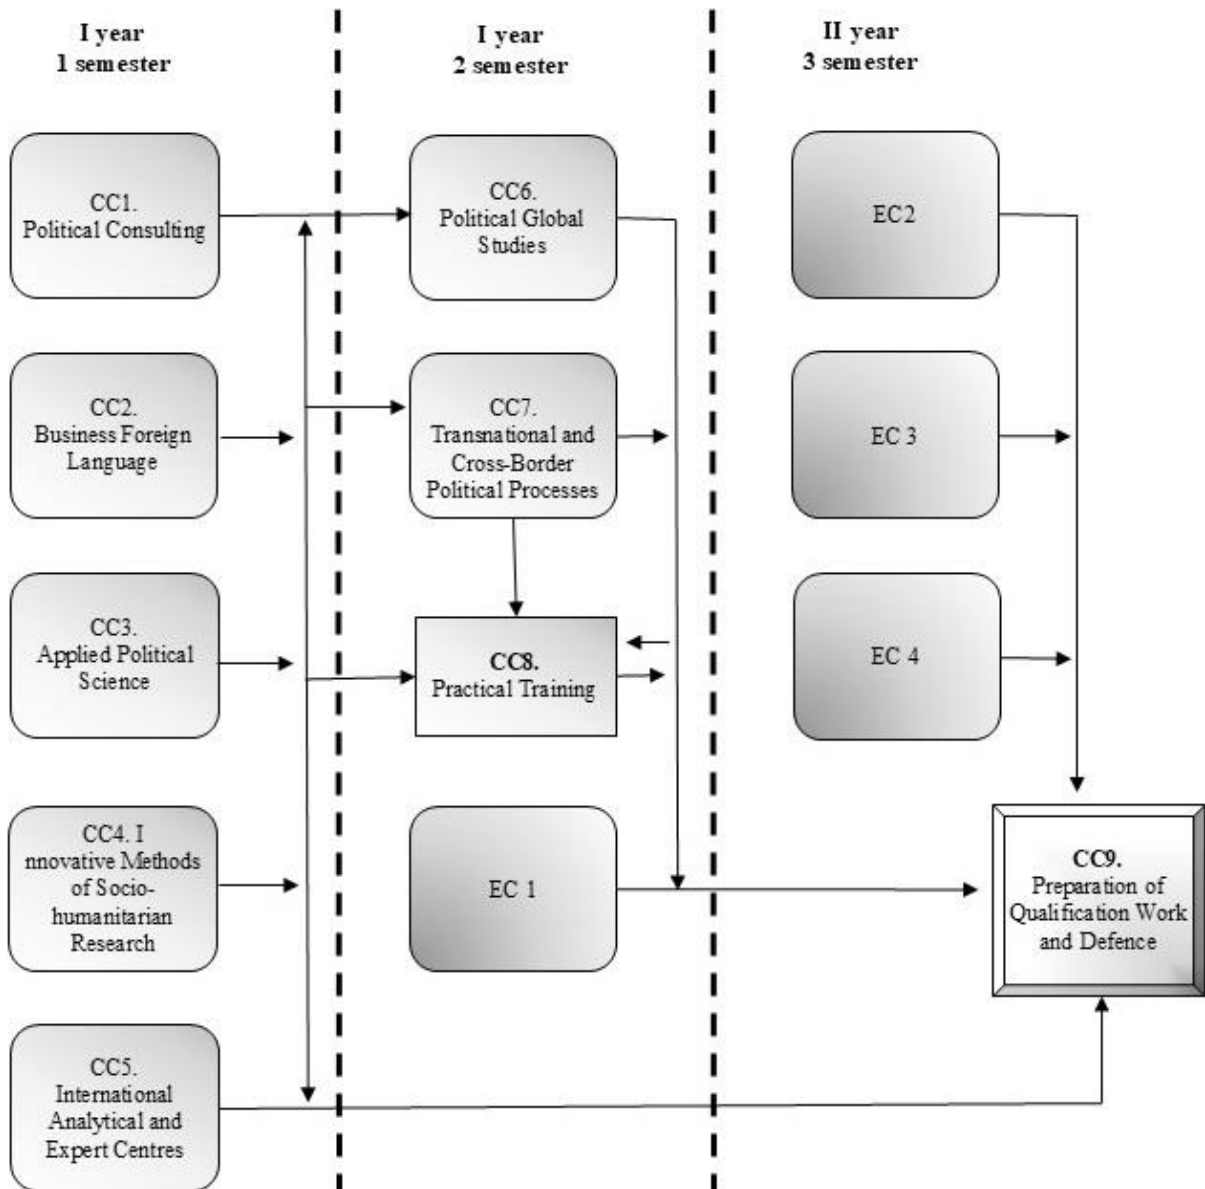 I year
1 semester
I year
2 semester
II year
3 semester
CC1.
Political Consulting
CC6.
Political Global
Studies
EC2
CC2.
Business Foreign
Language
CC7.
Transnational and
Cross-Border
Political Processes
EC 3
CC3.
Applied Political
Science
CC8.
Practical Training
EC 4
CC4. I
nnovative Methods
of Socio-
humanitarian
Research
EC 1
CC9.
Preparation of
Qualification Work
and Defence
CC5.
International
Analytical and
Expert Centres